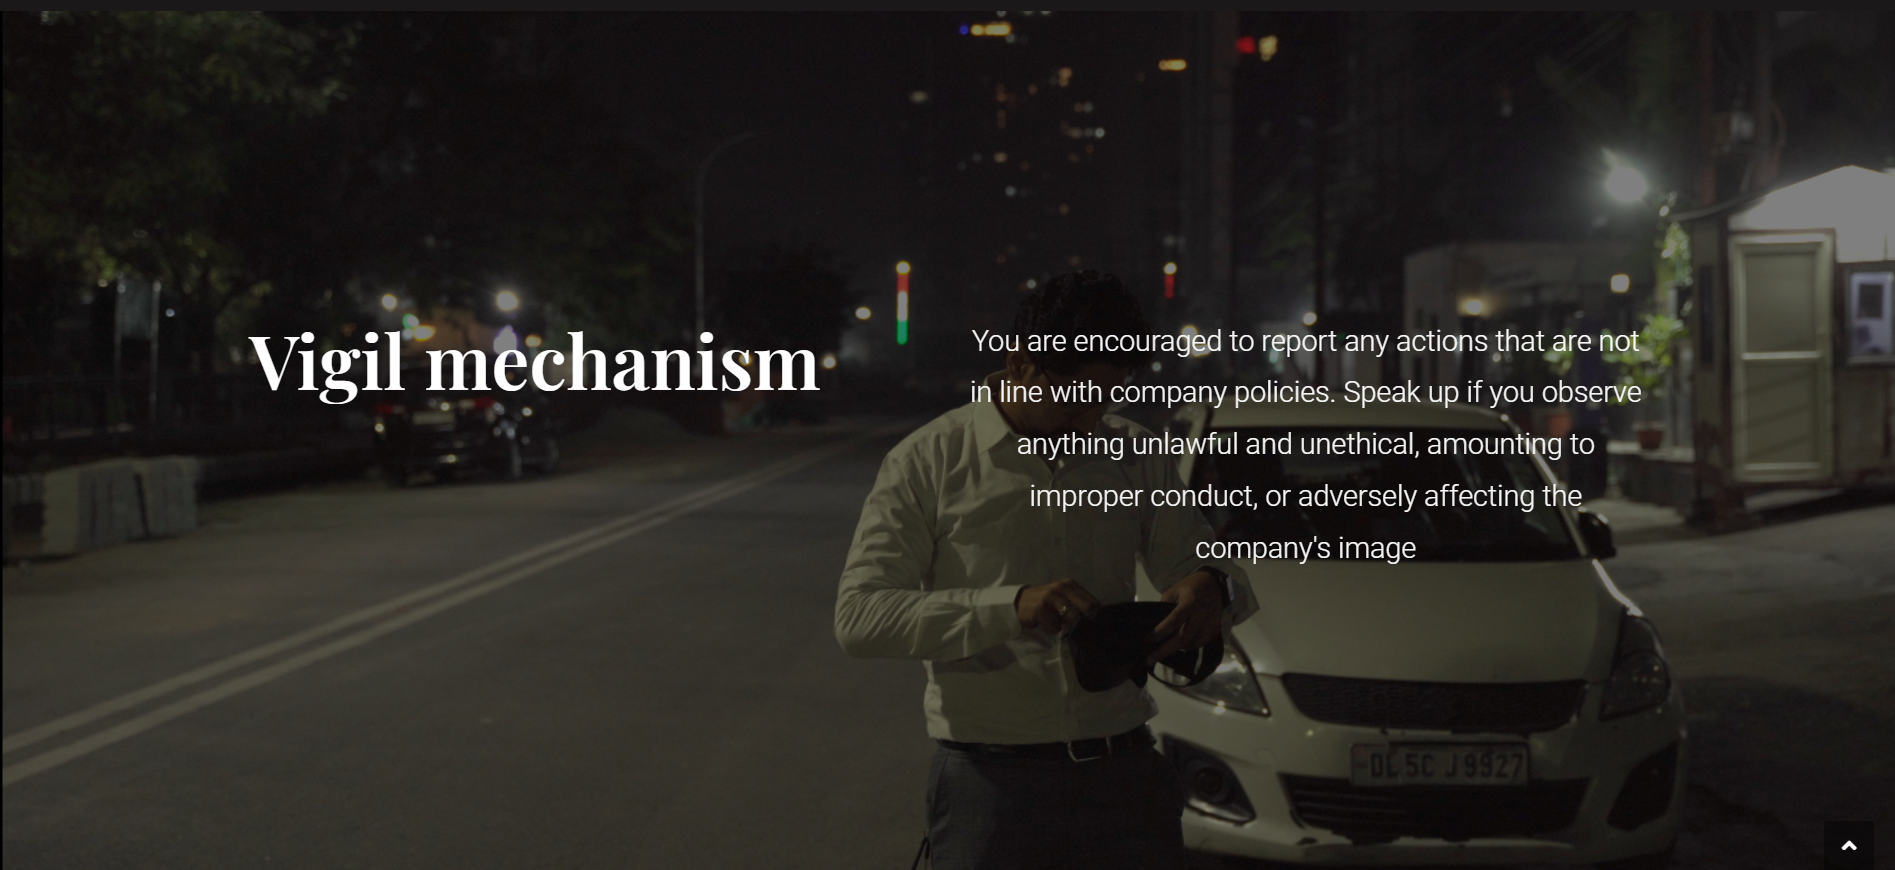 Vigil mechanism
You are encouraged to report any actions that are not
in line with company policies. Speak up if you observe
anything unlawful and unethical, amounting to
improper conduct, or adversely affecting the
company's image
DL 5C J 9927